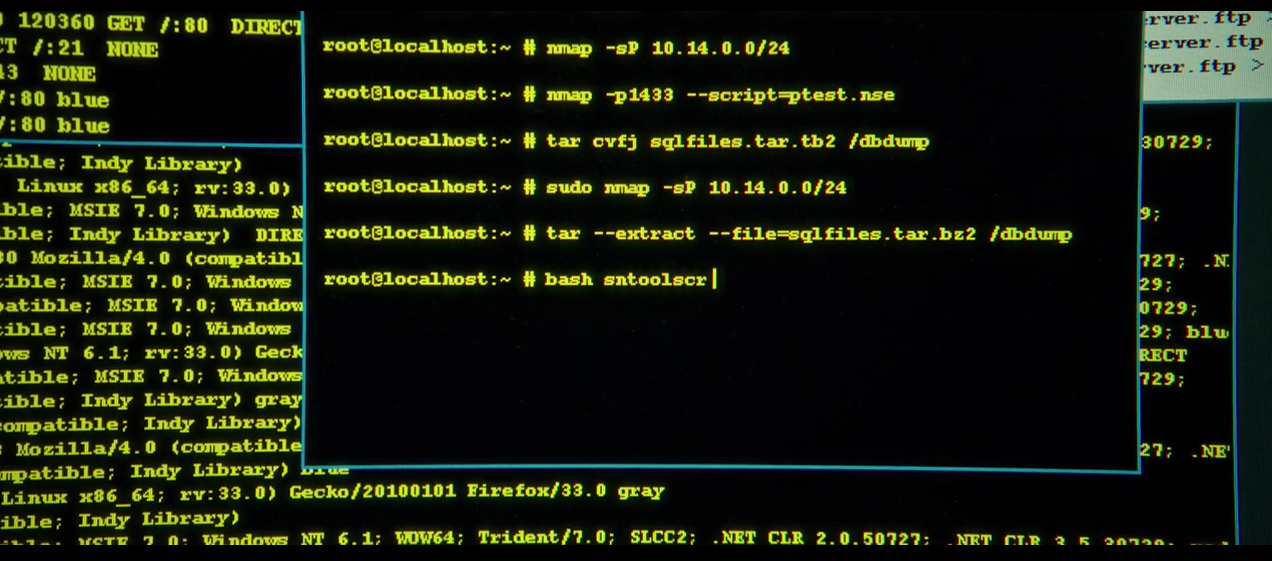 120360 GET /:80 DIRECT
CT /:21 NONE
13 NONE
/:80 blue
/:80 blue
tible; Indy Library)
Linux x86_64; rv:33.0)
ible; MSIE 7.0; Windows N
ible; Indy Library) DIRE
30 Mozilla/4.0 (compatibl
tible; MSIE 7.0; Windows
patible; MSIE 7.0; Window
tible; MSIE 7.0; Windows
ows NT 6.1; rv:33.0) Geck
atible; MSIE 7.0; Windows
tible; Indy Library) gray
compatible; Indy Library)
Mozilla/4.0 (compatible
ompatible; Indy Library) blue
Linux x86_64; rv:33.0) Gecko/20100101 Firefox/33.0 gray
ible; Indy Library)
MSIE 7.0; Windows NT 6.1; WOW64; Trident/7.0; SLCC2; .NET CLR 2.0.50727; .NET CLR 3.5.30729;
root@localhost:~ # nmap -sP 10.14.0.0/24
root@localhost:~ # nmap -p1433 --script=ptest.nse
root@localhost:~ # tar cvfj sqlfiles.tar.tb2 /dbdump
root@localhost:~ # sudo nmap -sP 10.14.0.0/24
root@localhost:~ # tar --extract --file=sqlfiles.tar.bz2 /dbdump
root@localhost:~ # bash sntoolscr
erver.ftp >
erver.ftp
ver.ftp >
30729;
9;
727; .N
29;
0729;
29; blu
RECT
729;
27; .NE